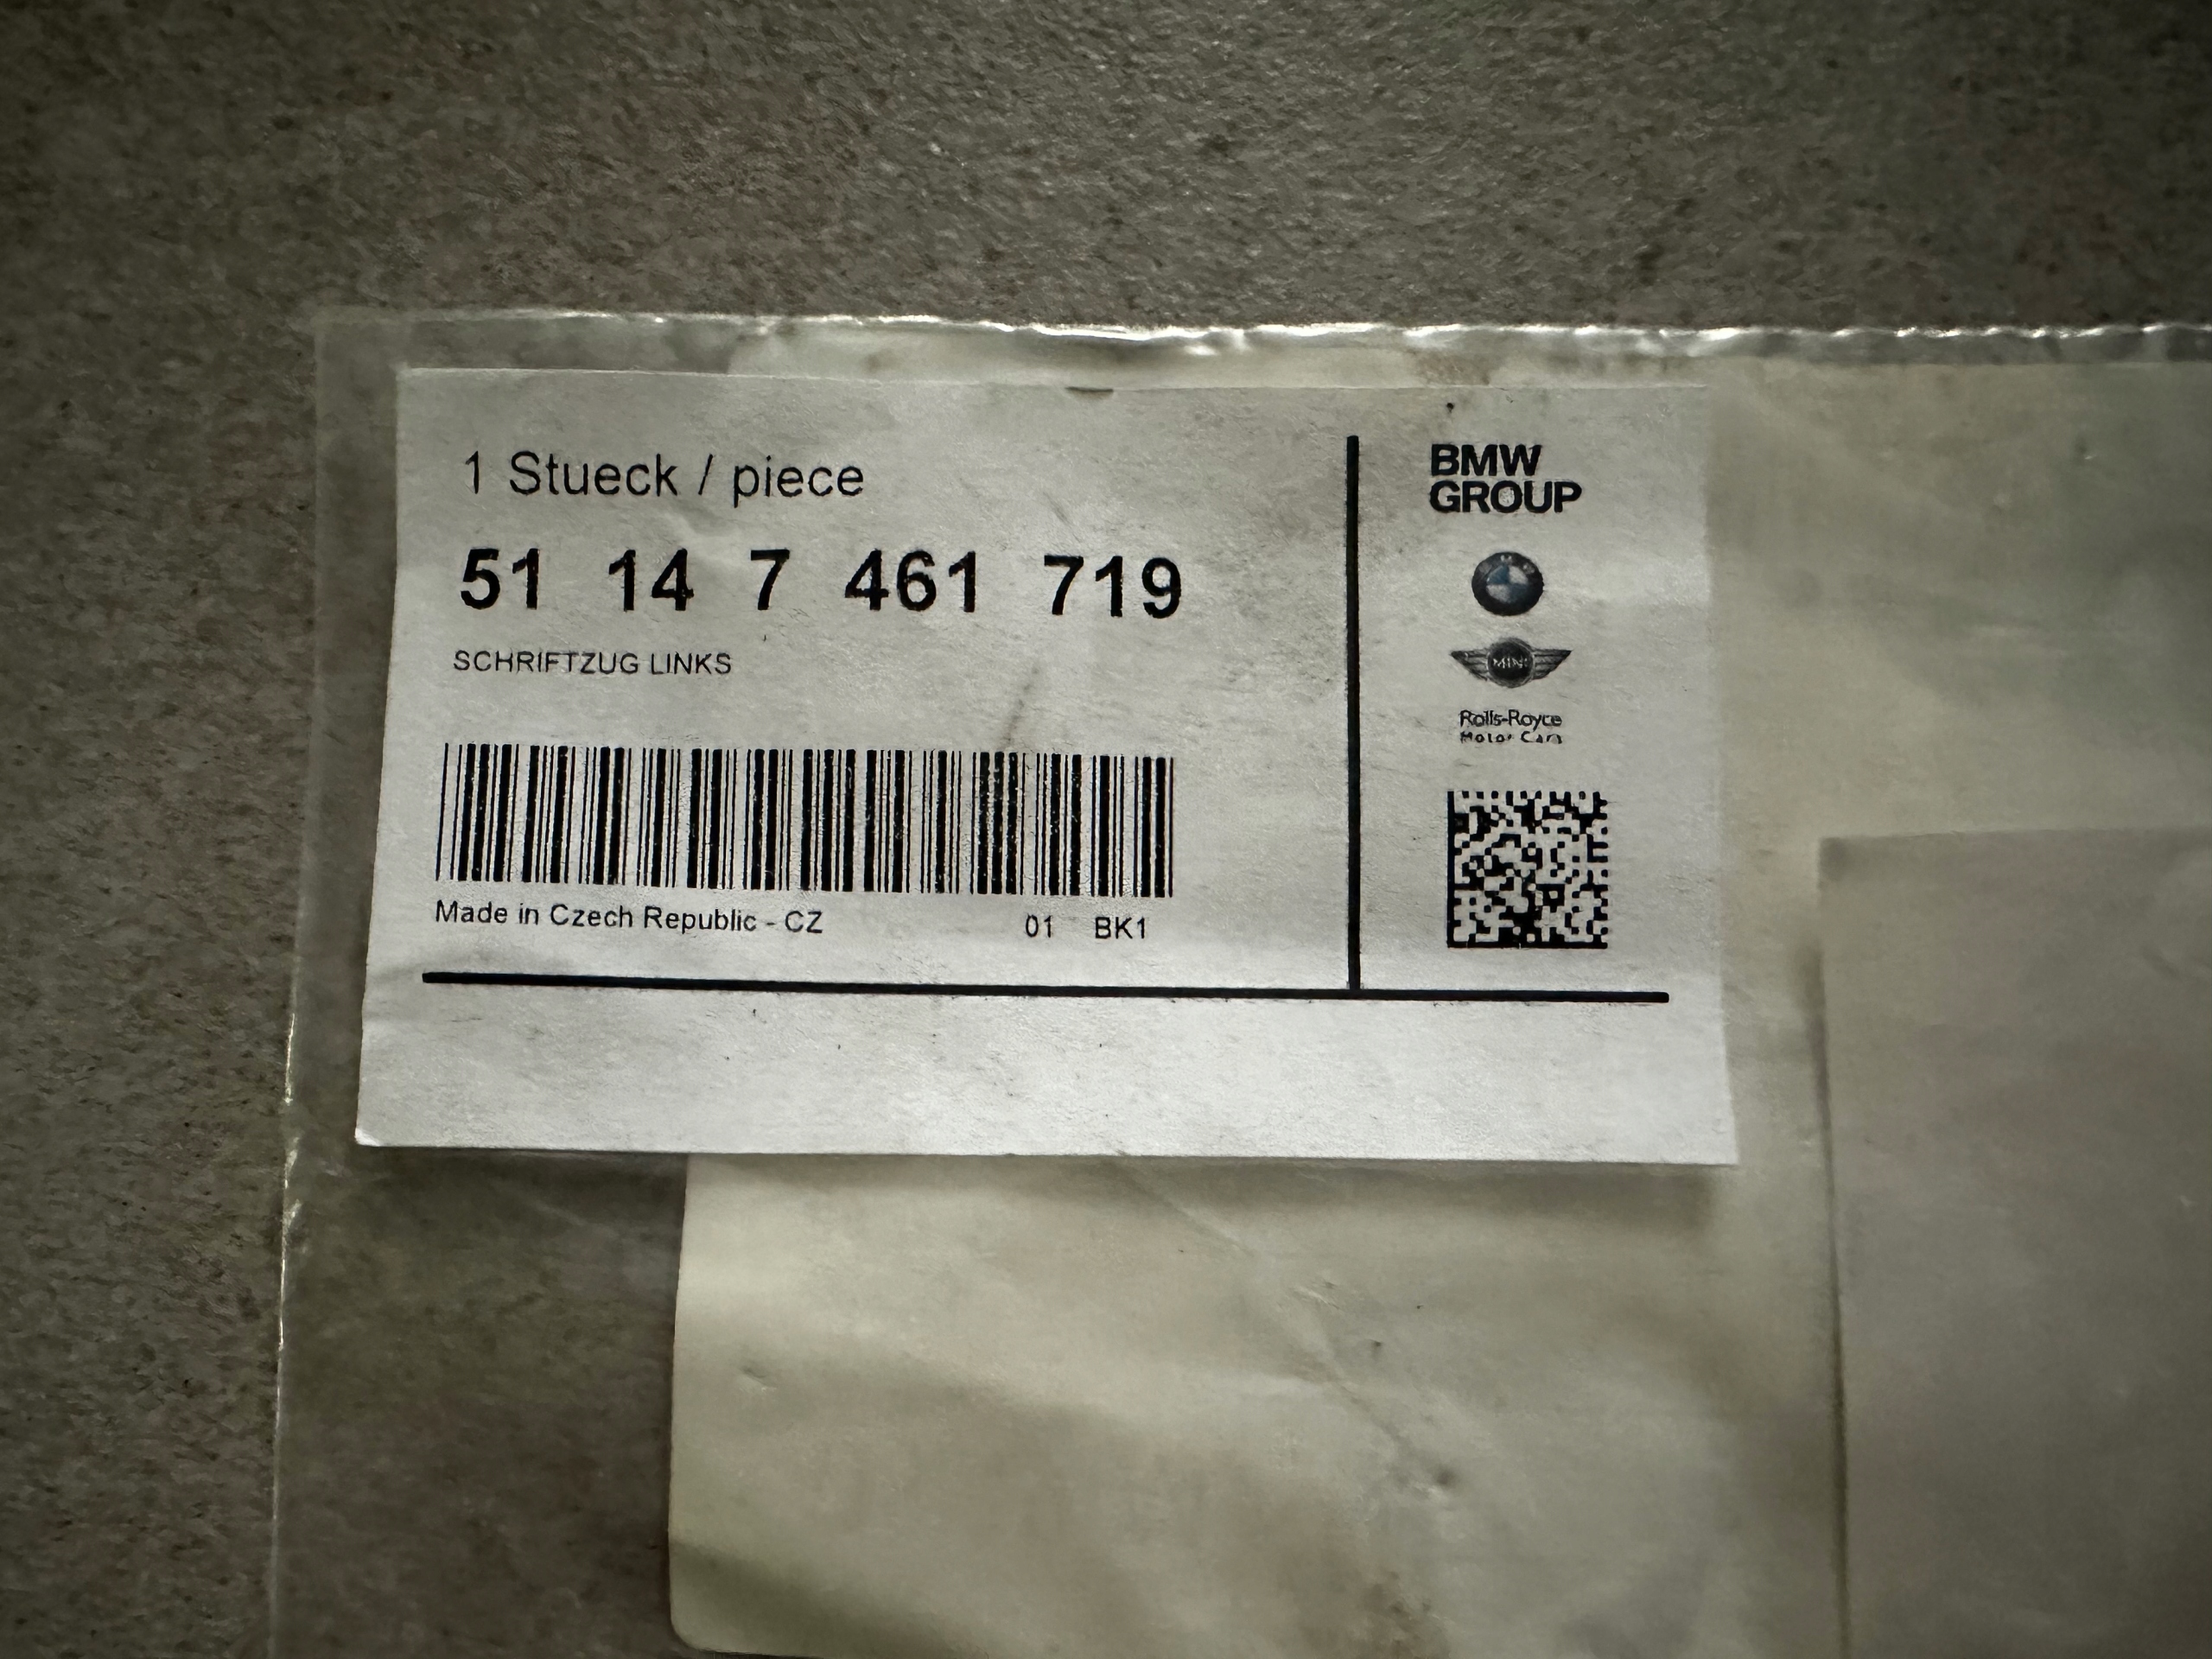 1 Stueck / piece
51 14 7 461 719
SCHRIFTZUG LINKS
Made in Czech Republic - CZ 01 BK1
BMW
GROUP
MINI
Rolls-Royce
Motor Cars